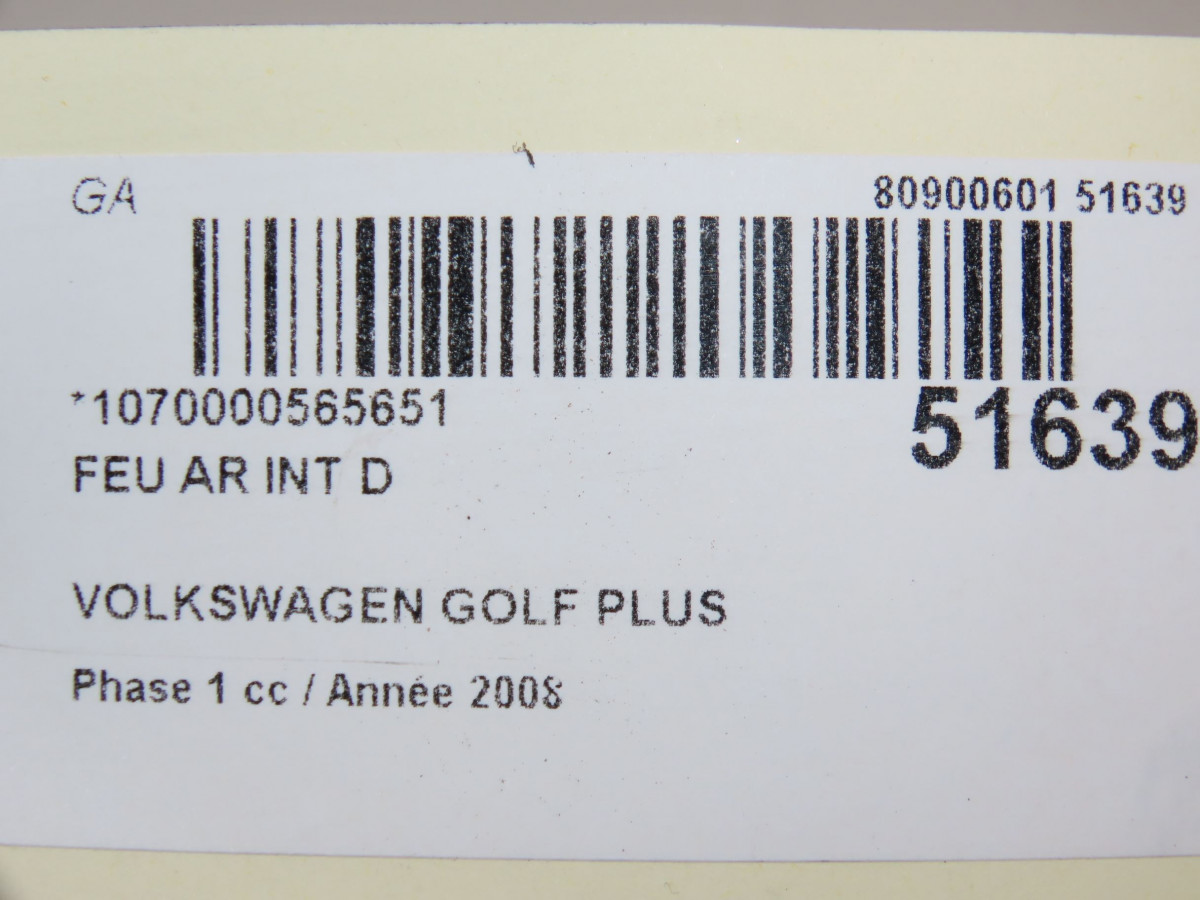 GA 80900601 51639
*1070000565651 51639
FEU AR INT D
VOLKSWAGEN GOLF PLUS
Phase 1 cc / Année 2008